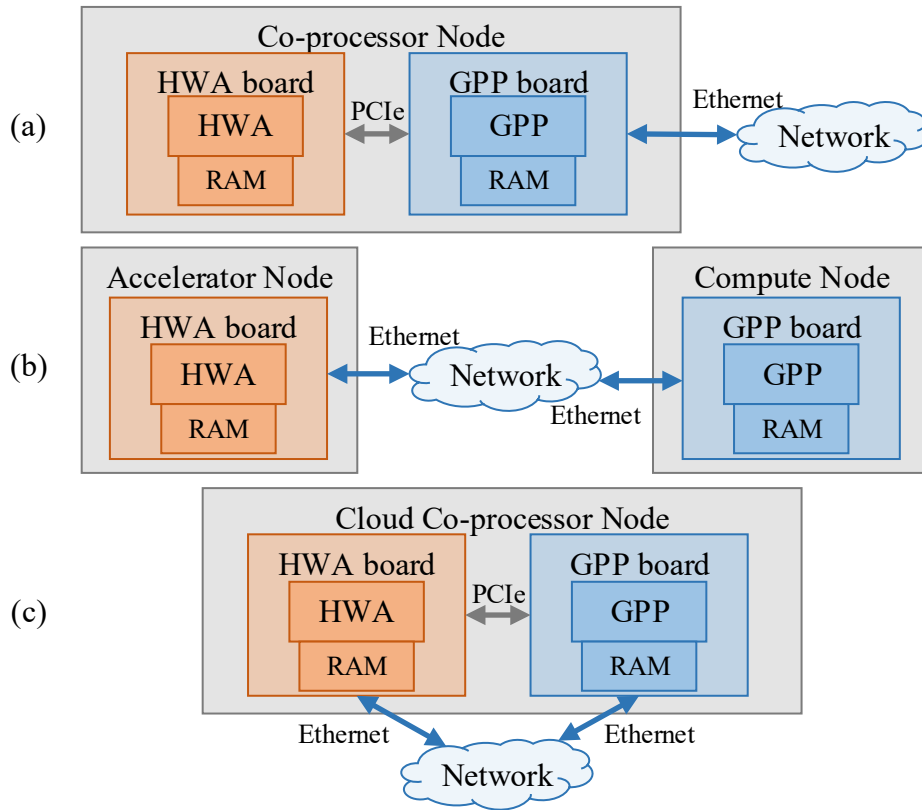 Co-processor Node
HWA board
GPP board
PCIe
Ethernet
(a)
HWA
GPP
Network
RAM
RAM
Accelerator Node
Compute Node
HWA board
GPP board
Ethernet
(b)
HWA
Network
GPP
Ethernet
RAM
RAM
Cloud Co-processor Node
HWA board
GPP board
PCIe
(c)
HWA
GPP
RAM
RAM
Ethernet
Ethernet
Network